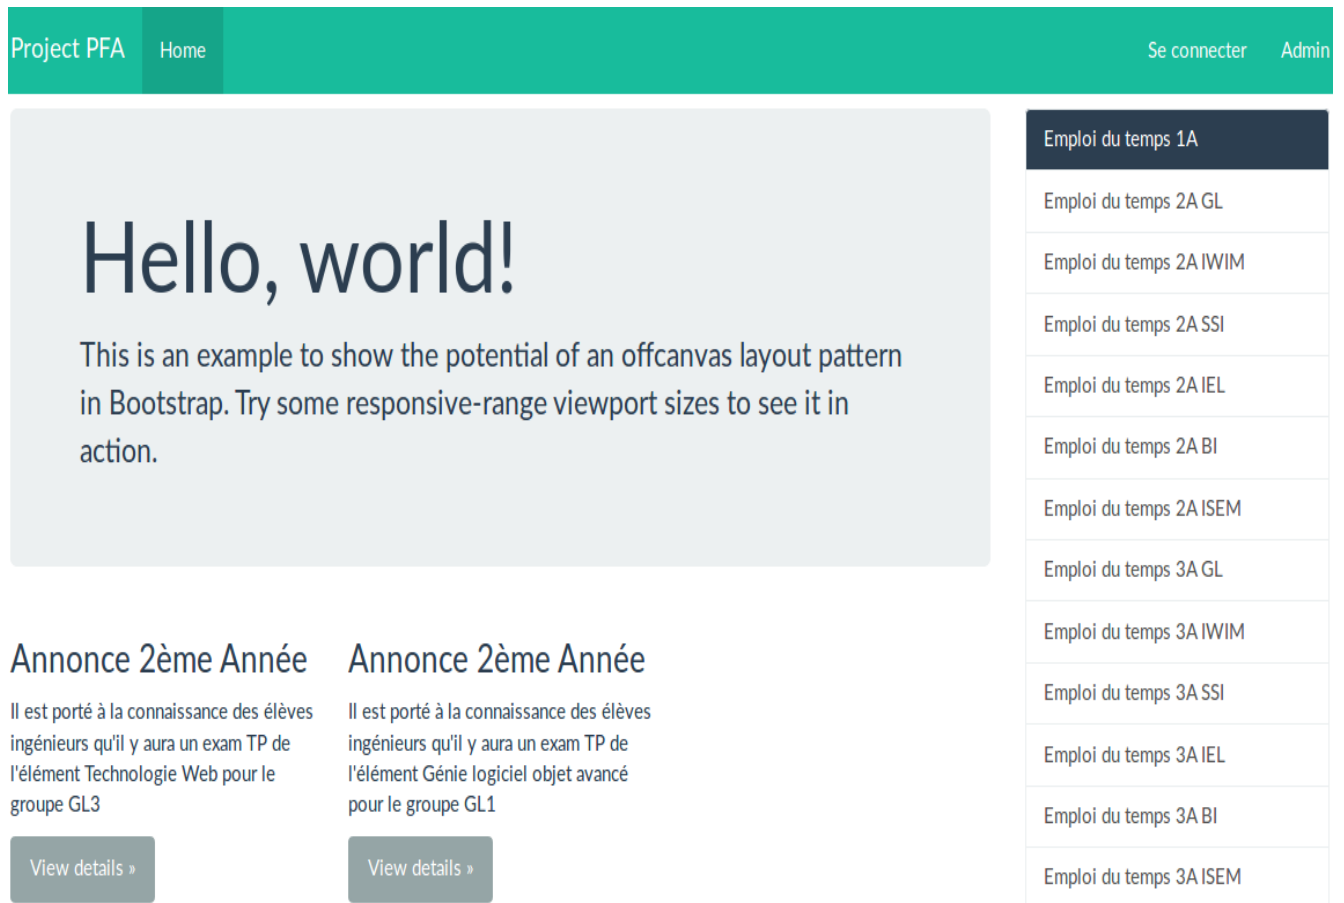 Project PFA Home Se connecter Admin
Hello, world!
This is an example to show the potential of an offcanvas layout pattern
in Bootstrap. Try some responsive-range viewport sizes to see it in
action.
Annonce 2ème Année
Il est porté à la connaissance des élèves
ingénieurs qu'il y aura un exam TP de
l'élément Technologie Web pour le
groupe GL3
View details »
Annonce 2ème Année
Il est porté à la connaissance des élèves
ingénieurs qu'il y aura un exam TP de
l'élément Génie logiciel objet avancé
pour le groupe GL1
View details »
Emploi du temps 1A
Emploi du temps 2A GL
Emploi du temps 2A IWIM
Emploi du temps 2A SSI
Emploi du temps 2A IEL
Emploi du temps 2A BI
Emploi du temps 2A ISEM
Emploi du temps 3A GL
Emploi du temps 3A IWIM
Emploi du temps 3A SSI
Emploi du temps 3A IEL
Emploi du temps 3A BI
Emploi du temps 3A ISEM